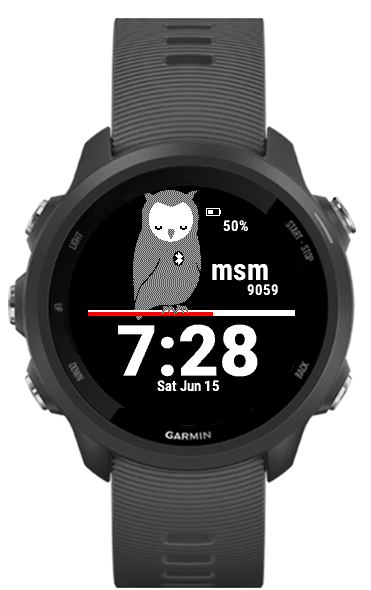 50%
LIGHT
START · STOP
msm
9059
UP
7:28
Sat Jun 15
DOWN
BACK
GARMIN